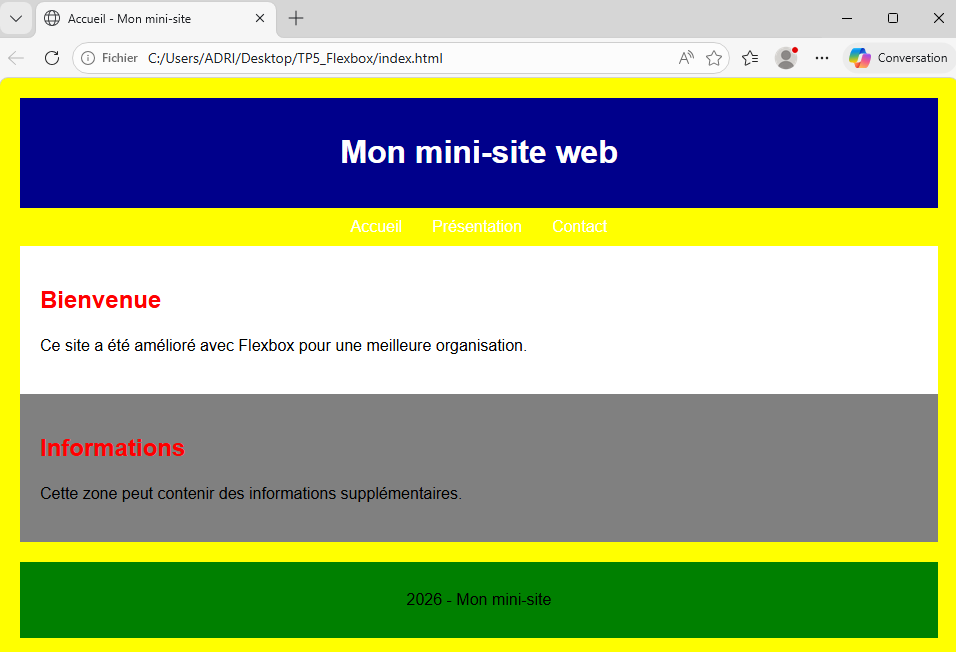 Accueil - Mon mini-site
Fichier C:/Users/ADRI/Desktop/TP5_Flexbox/index.html
Conversation
Mon mini-site web
Accueil Présentation Contact
Bienvenue
Ce site a été amélioré avec Flexbox pour une meilleure organisation.
Informations
Cette zone peut contenir des informations supplémentaires.
2026 - Mon mini-site